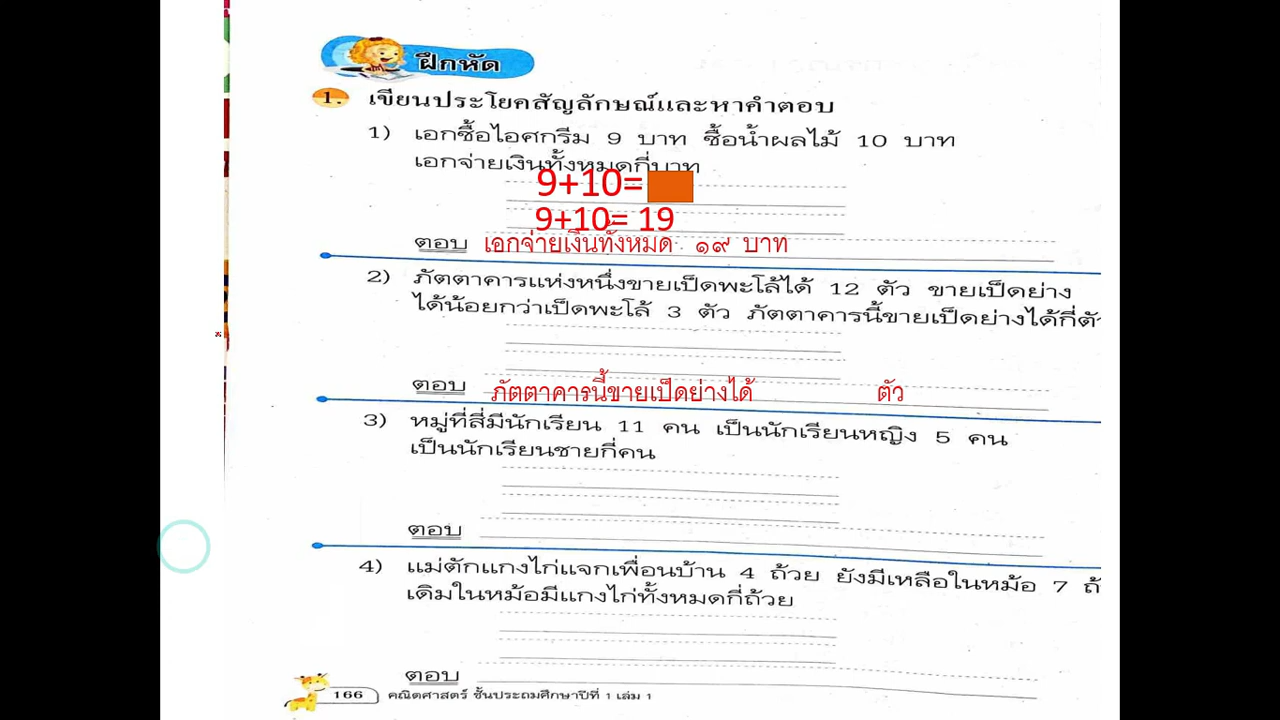 ฝึกหัด
1. เขียนประโยคสัญลักษณ์และหาคำตอบ
1) เอกซื้อไอศกรีม 9 บาท ซื้อน้ำผลไม้ 10 บาท
เอกจ่ายเงินทั้งหมดกี่บาท
9+10=
9+10= 19
ตอบ เอกจ่ายเงินทั้งหมด ๑๙ บาท
2) ภัตตาคารแห่งหนึ่งขายเป็ดพะโล้ได้ 12 ตัว ขายเป็ดย่าง
ได้น้อยกว่าเป็ดพะโล้ 3 ตัว ภัตตาคารนี้ขายเป็ดย่างได้กี่ตัว
ตอบ ภัตตาคารนี้ขายเป็ดย่างได้ ตัว
3) หมู่ที่สี่มีนักเรียน 11 คน เป็นนักเรียนหญิง 5 คน
เป็นนักเรียนชายกี่คน
ตอบ
4) แม่ตักแกงไก่แจกเพื่อนบ้าน 4 ถ้วย ยังมีเหลือในหม้อ 7 ถ้
เดิมในหม้อมีแกงไก่ทั้งหมดกี่ถ้วย
ตอบ
166 คณิตศาสตร์ ชั้นประถมศึกษาปีที่ 1 เล่ม 1